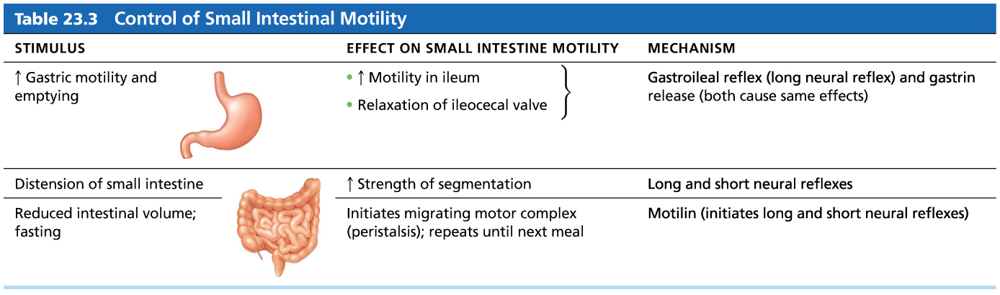 Table 23.3 Control of Small Intestinal Motility
STIMULUS
EFFECT ON SMALL INTESTINE MOTILITY
MECHANISM
↑ Gastric motility and
emptying
• ↑ Motility in ileum
• Relaxation of ileocecal valve
Gastroileal reflex (long neural reflex) and gastrin
release (both cause same effects)
Distension of small intestine
↑ Strength of segmentation
Long and short neural reflexes
Reduced intestinal volume;
fasting
Initiates migrating motor complex
(peristalsis); repeats until next meal
Motilin (initiates long and short neural reflexes)